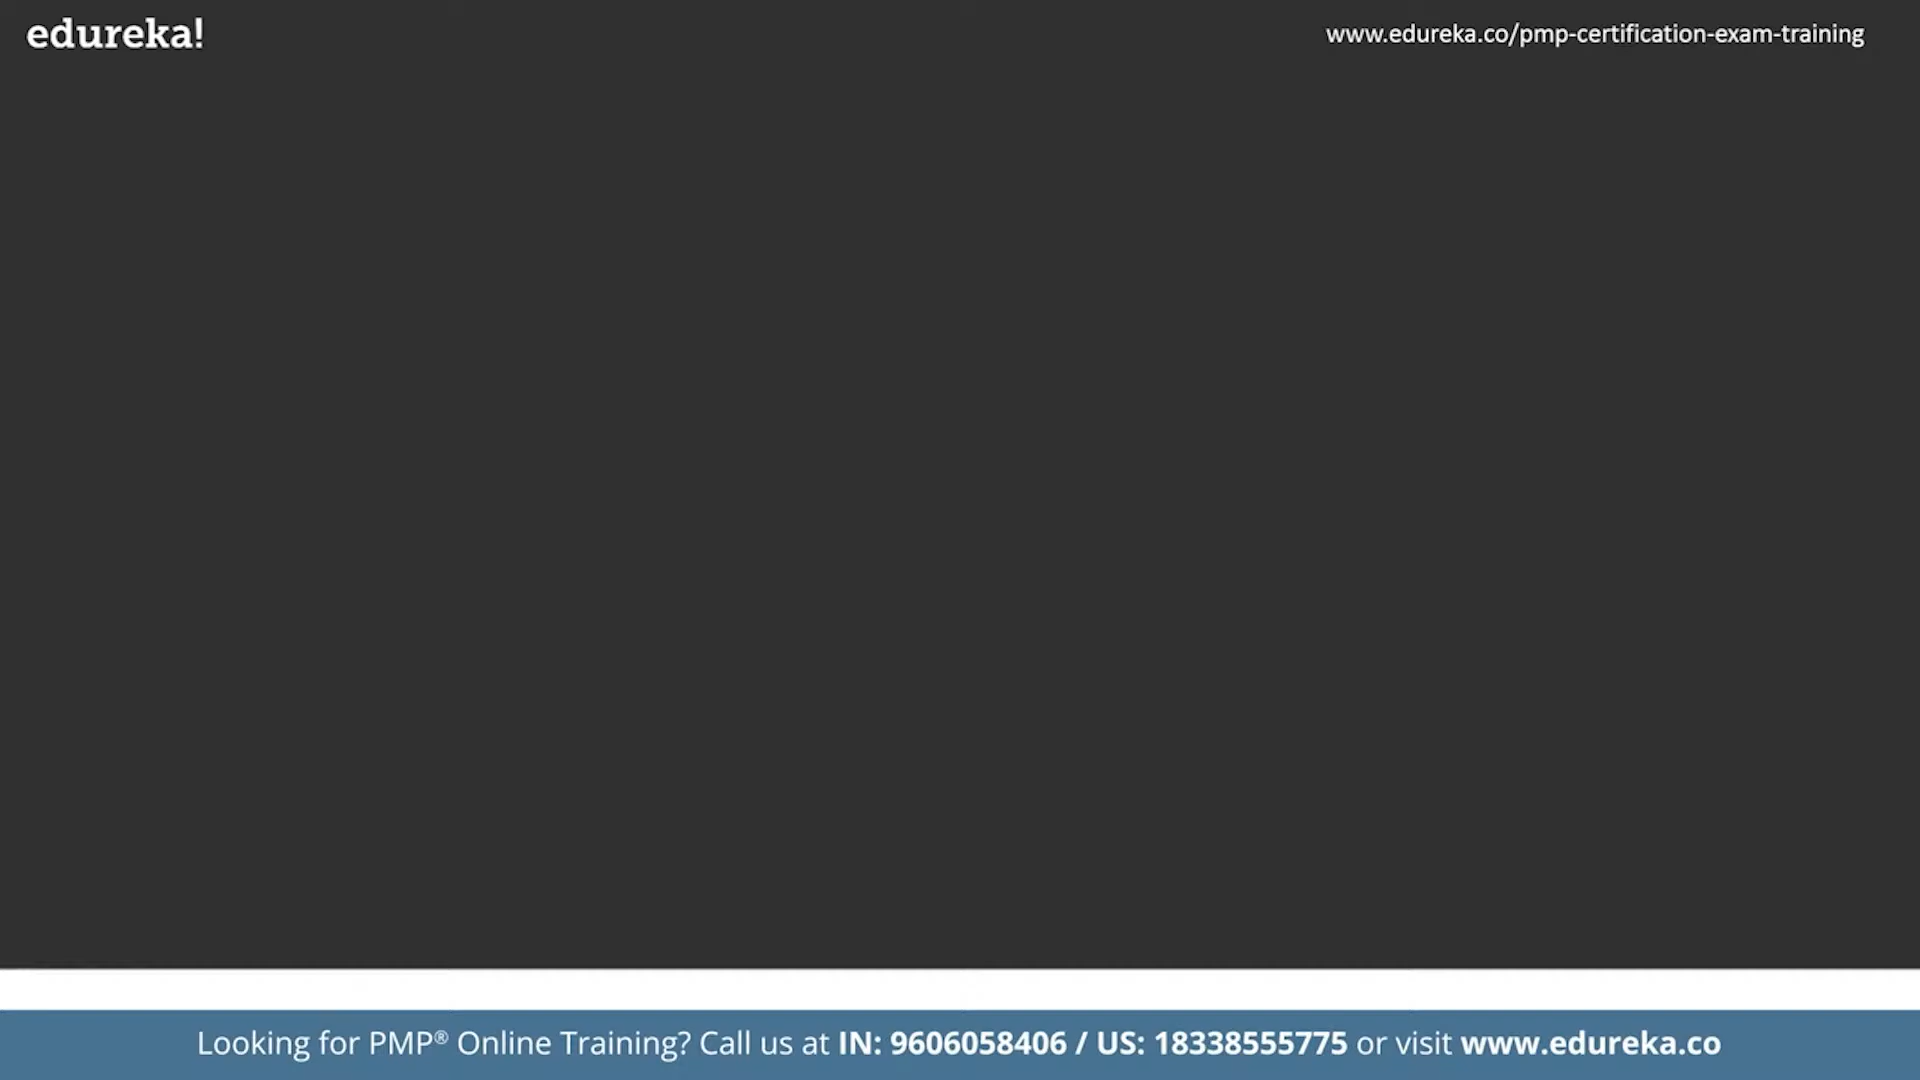 edureka!
www.edureka.co/pmp-certification-exam-training
Looking for PMP® Online Training? Call us at IN: 9606058406 / US: 18338555775 or visit www.edureka.co